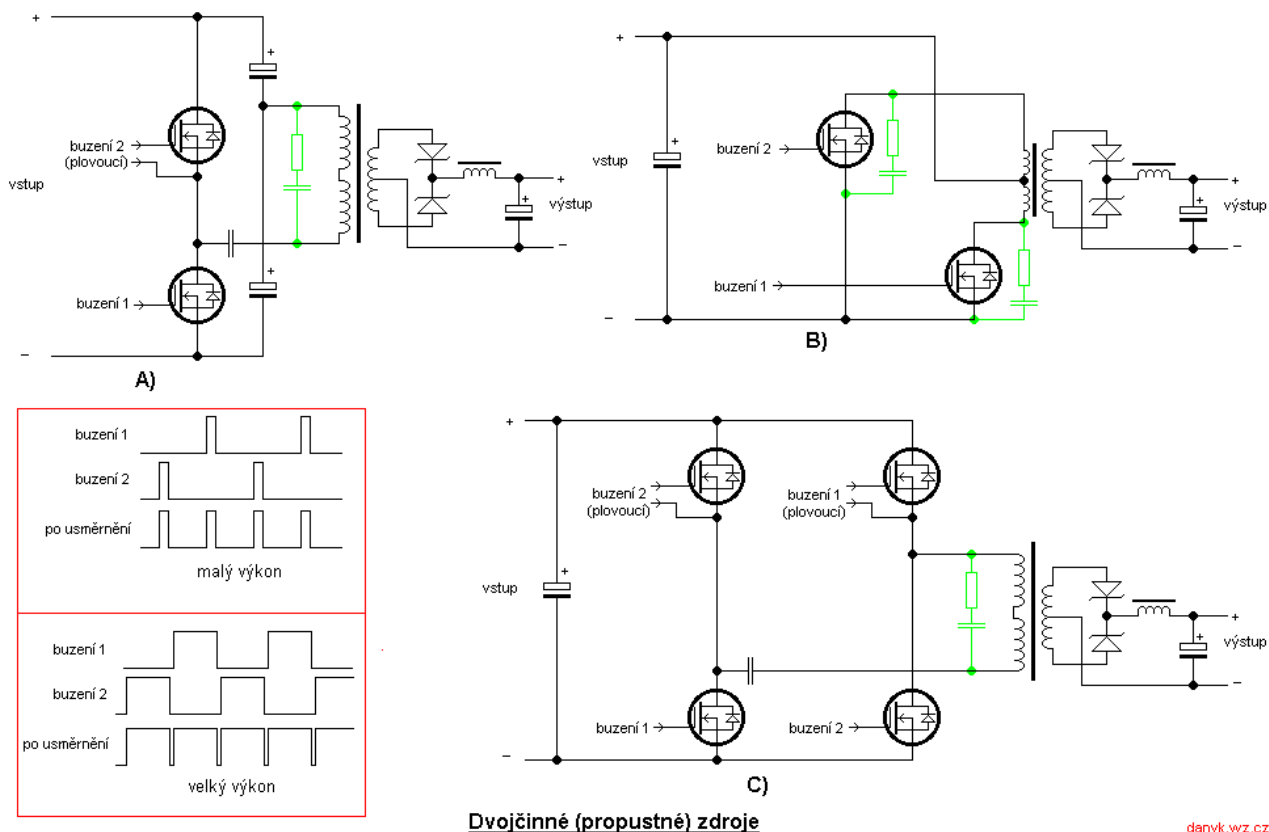 +
+
buzení 2
(plovoucí)
vstup
+
výstup
−
+
buzení 1
−
A)
+
+
vstup
buzení 2
buzení 1
+
+
výstup
−
−
B)
buzení 1
buzení 2
po usměrnění
malý výkon
buzení 1
buzení 2
po usměrnění
velký výkon
+
+
vstup
buzení 2
(plovoucí)
buzení 1
(plovoucí)
buzení 1
buzení 2
+
+
výstup
−
−
C)
Dvojčinné (propustné) zdroje
danyk.wz.cz